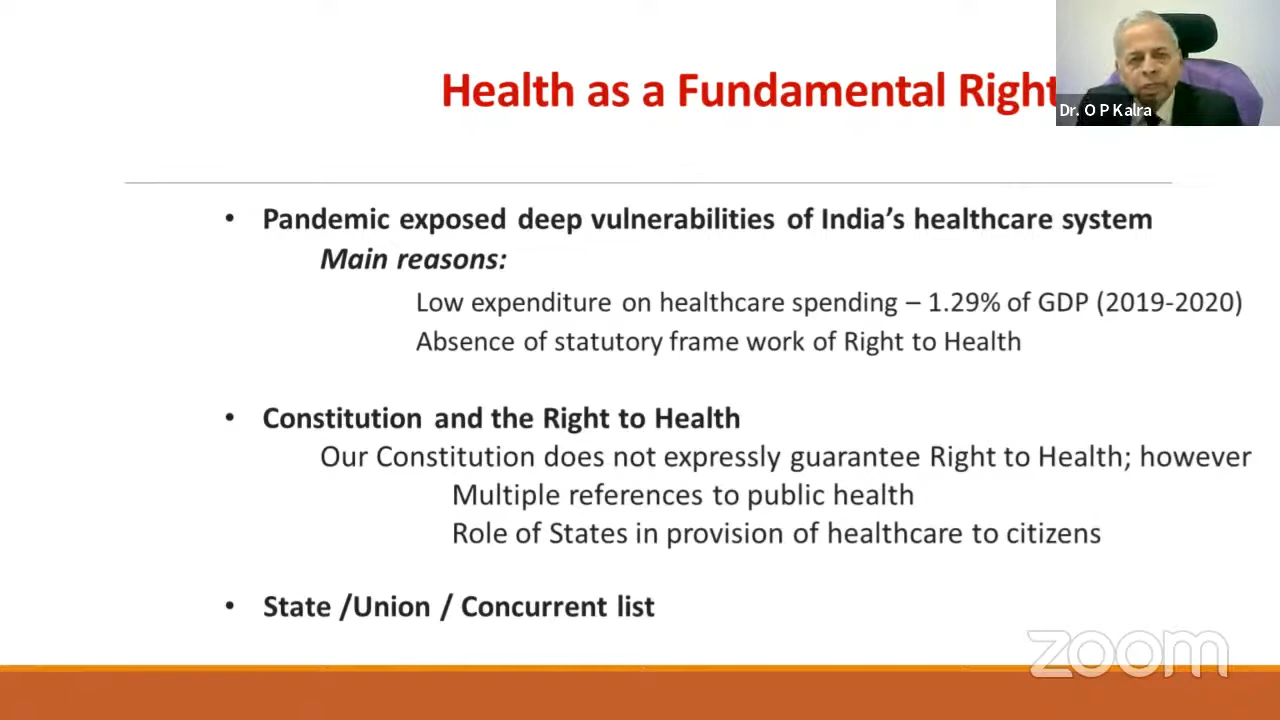 Health as a Fundamental Right
Dr. O P Kalra
• Pandemic exposed deep vulnerabilities of India’s healthcare system
Main reasons:
Low expenditure on healthcare spending – 1.29% of GDP (2019-2020)
Absence of statutory frame work of Right to Health
• Constitution and the Right to Health
Our Constitution does not expressly guarantee Right to Health; however
Multiple references to public health
Role of States in provision of healthcare to citizens
• State /Union / Concurrent list
zoom